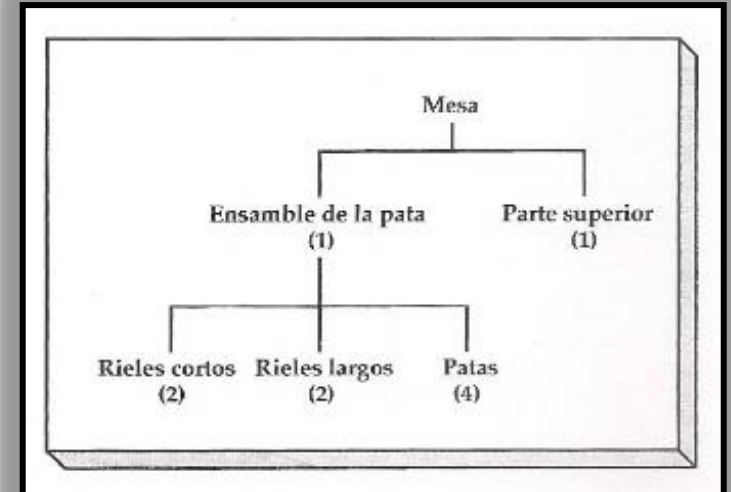 Mesa
Ensamble de la pata
(1)
Parte superior
(1)
Rieles cortos
(2)
Rieles largos
(2)
Patas
(4)